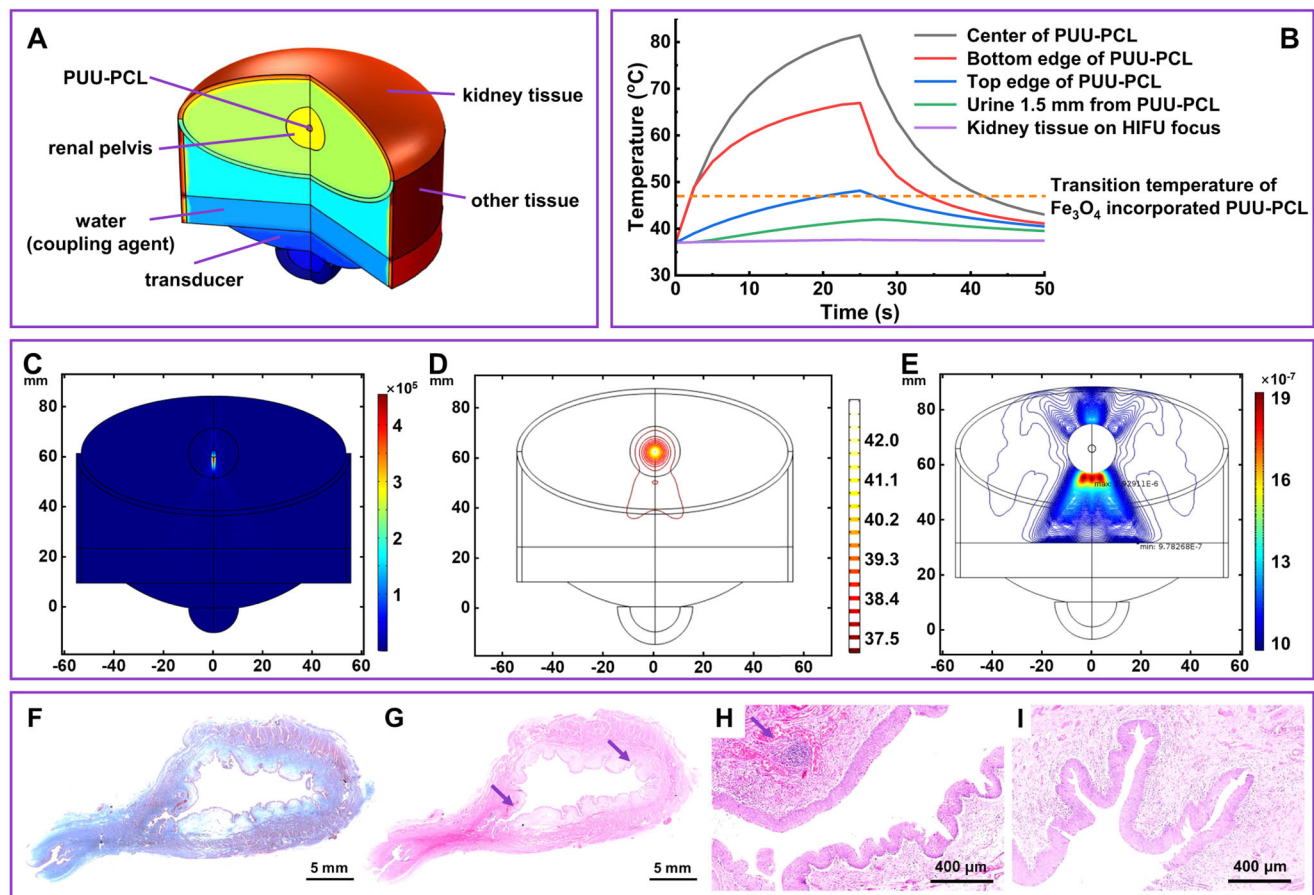 A
PUU-PCL
renal pelvis
water
(coupling agent)
transducer
kidney tissue
other tissue
B
Temperature (°C)
80
70
60
50
40
30
0
10
20
30
40
50
Time (s)
Center of PUU-PCL
Bottom edge of PUU-PCL
Top edge of PUU-PCL
Urine 1.5 mm from PUU-PCL
Kidney tissue on HIFU focus
Transition temperature of
Fe₃O₄ incorporated PUU-PCL
C
mm
80
60
40
20
0
-60 -40 -20 0 20 40 60
×10⁵
4
3
2
1
D
mm
80
60
40
20
0
-60 -40 -20 0 20 40 60
42.0
41.1
40.2
39.3
38.4
37.5
E
mm
80
60
40
20
0
-60 -40 -20 0 20 40 60
max: 1.92911E-6
min: 9.78268E-7
×10⁻⁷
19
16
13
10
F
5 mm
G
5 mm
H
400 µm
I
400 µm